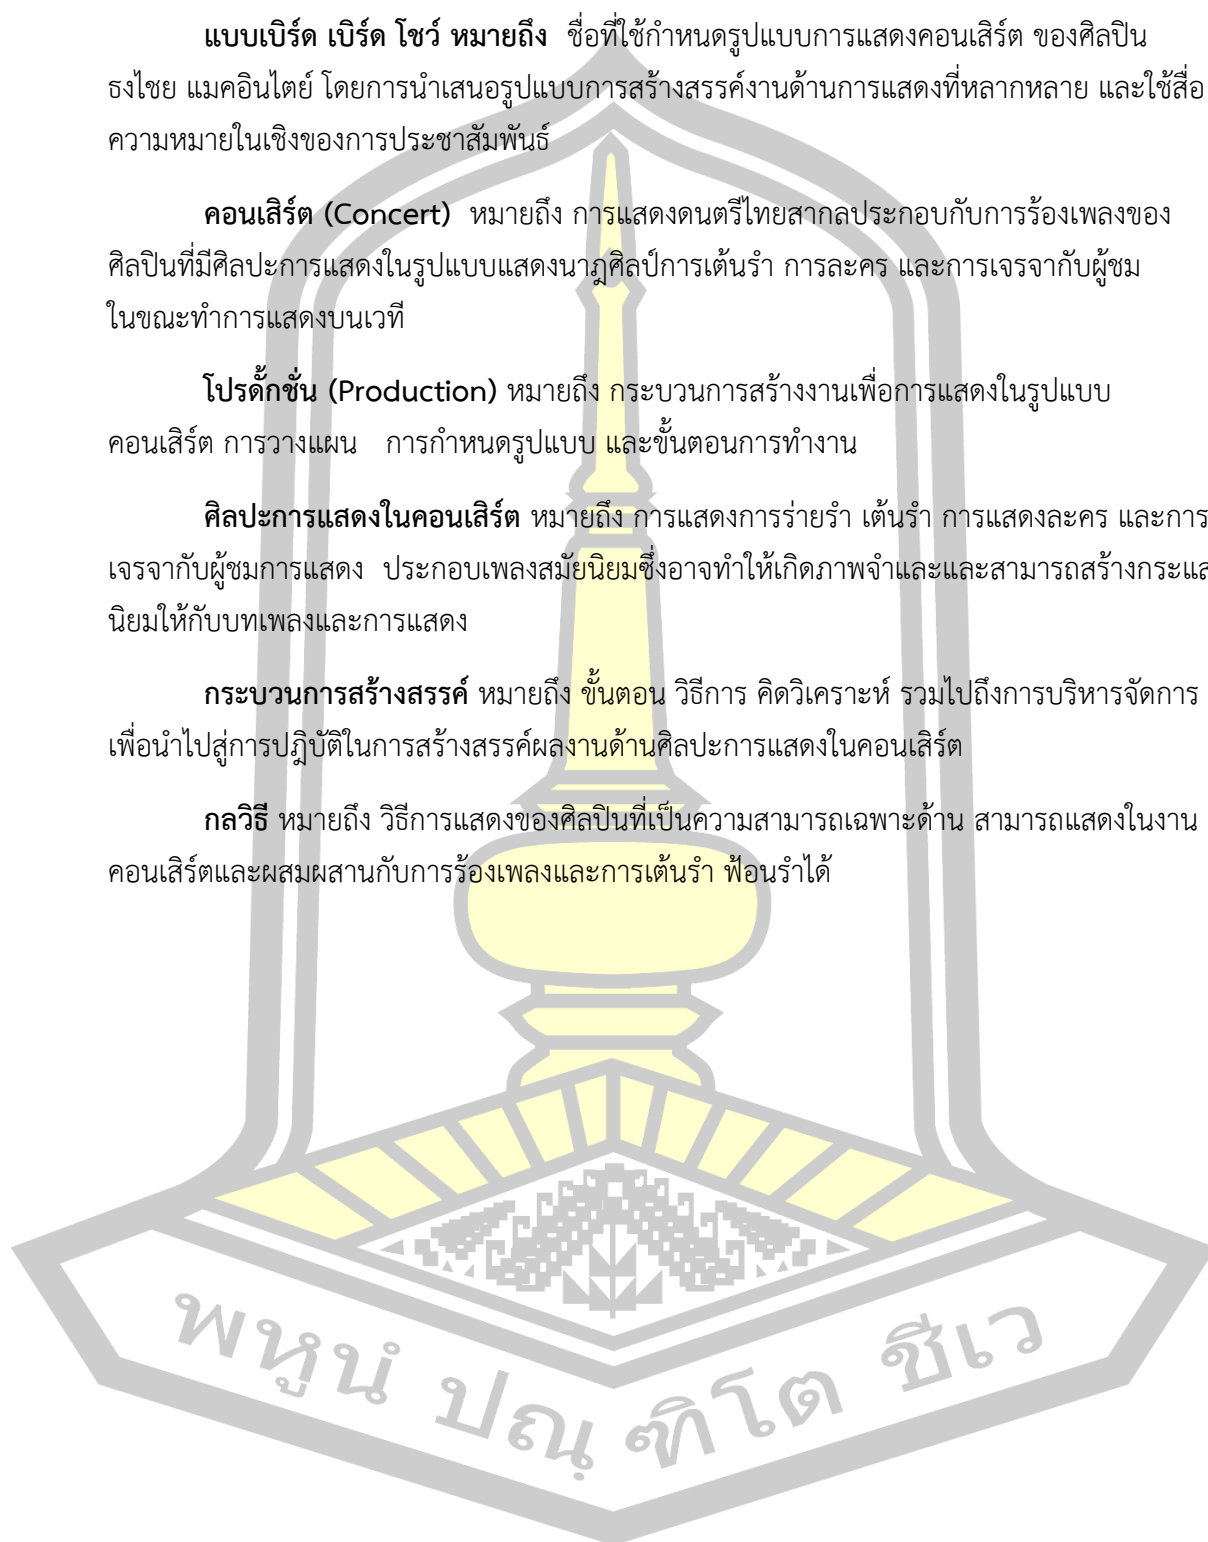 แบบเบิร์ด เบิร์ด โชว์ หมายถึง ชื่อที่ใช้กำหนดรูปแบบการแสดงคอนเสิร์ต ของศิลปิน
ธงไชย แมคอินไตย์ โดยการนำเสนอรูปแบบการสร้างสรรค์งานด้านการแสดงที่หลากหลาย และใช้สื่อ
ความหมายในเชิงของการประชาสัมพันธ์
คอนเสิร์ต (Concert) หมายถึง การแสดงดนตรีไทยสากลประกอบกับการร้องเพลงของ
ศิลปินที่มีศิลปะการแสดงในรูปแบบแสดงนาฎศิลป์การเต้นรำ การละคร และการเจรจากับผู้ชม
ในขณะทำการแสดงบนเวที
โปรดั้กชั่น (Production) หมายถึง กระบวนการสร้างงานเพื่อการแสดงในรูปแบบ
คอนเสิร์ต การวางแผน การกำหนดรูปแบบ และขั้นตอนการทำงาน
ศิลปะการแสดงในคอนเสิร์ต หมายถึง การแสดงการร่ายรำ เต้นรำ การแสดงละคร และการ
เจรจากับผู้ชมการแสดง ประกอบเพลงสมัยนิยมซึ่งอาจทำให้เกิดภาพจำและและสามารถสร้างกระแส
นิยมให้กับบทเพลงและการแสดง
กระบวนการสร้างสรรค์ หมายถึง ขั้นตอน วิธีการ คิดวิเคราะห์ รวมไปถึงการบริหารจัดการ
เพื่อนำไปสู่การปฎิบัติในการสร้างสรรค์ผลงานด้านศิลปะการแสดงในคอนเสิร์ต
กลวิธี หมายถึง วิธีการแสดงของศิลปินที่เป็นความสามารถเฉพาะด้าน สามารถแสดงในงาน
คอนเสิร์ตและผสมผสานกับการร้องเพลงและการเต้นรำ ฟ้อนรำได้
พหูนํ ปณฺ ฑิโต ชีเว